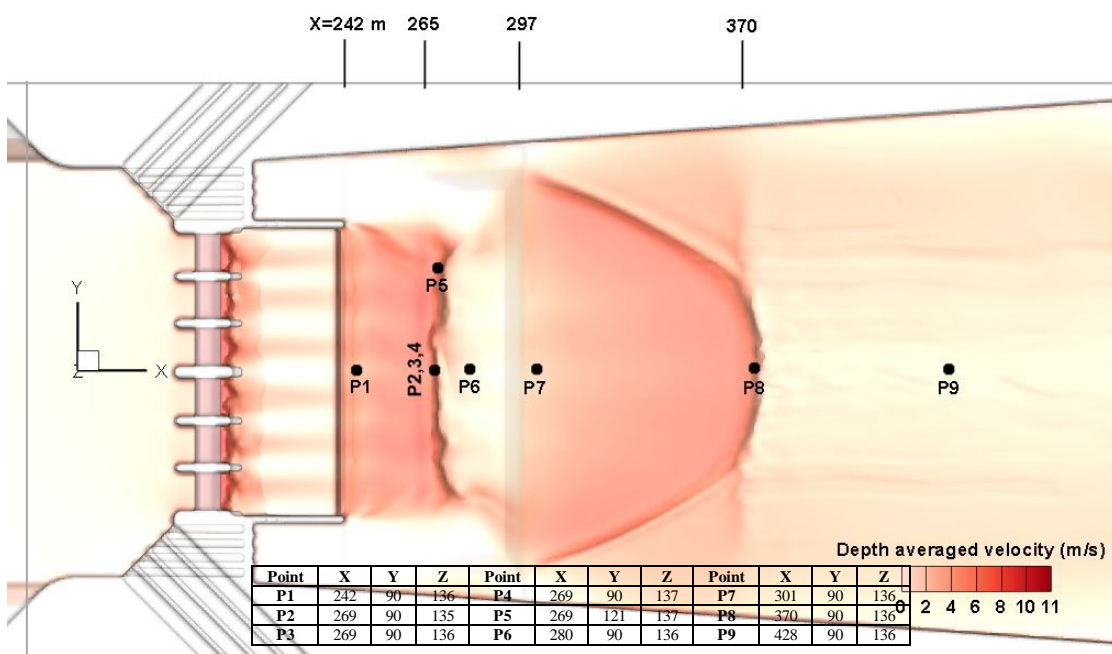 X=242 m 265 297 370
Y
Z X
P5
P2,3,4
P1 P6 P7 P8 P9
Depth averaged velocity (m/s)
0 2 4 6 8 10 11
Point X Y Z Point X Y Z Point X Y Z
P1 242 90 136 P4 269 90 137 P7 301 90 136
P2 269 90 135 P5 269 121 137 P8 370 90 136
P3 269 90 136 P6 280 90 136 P9 428 90 136